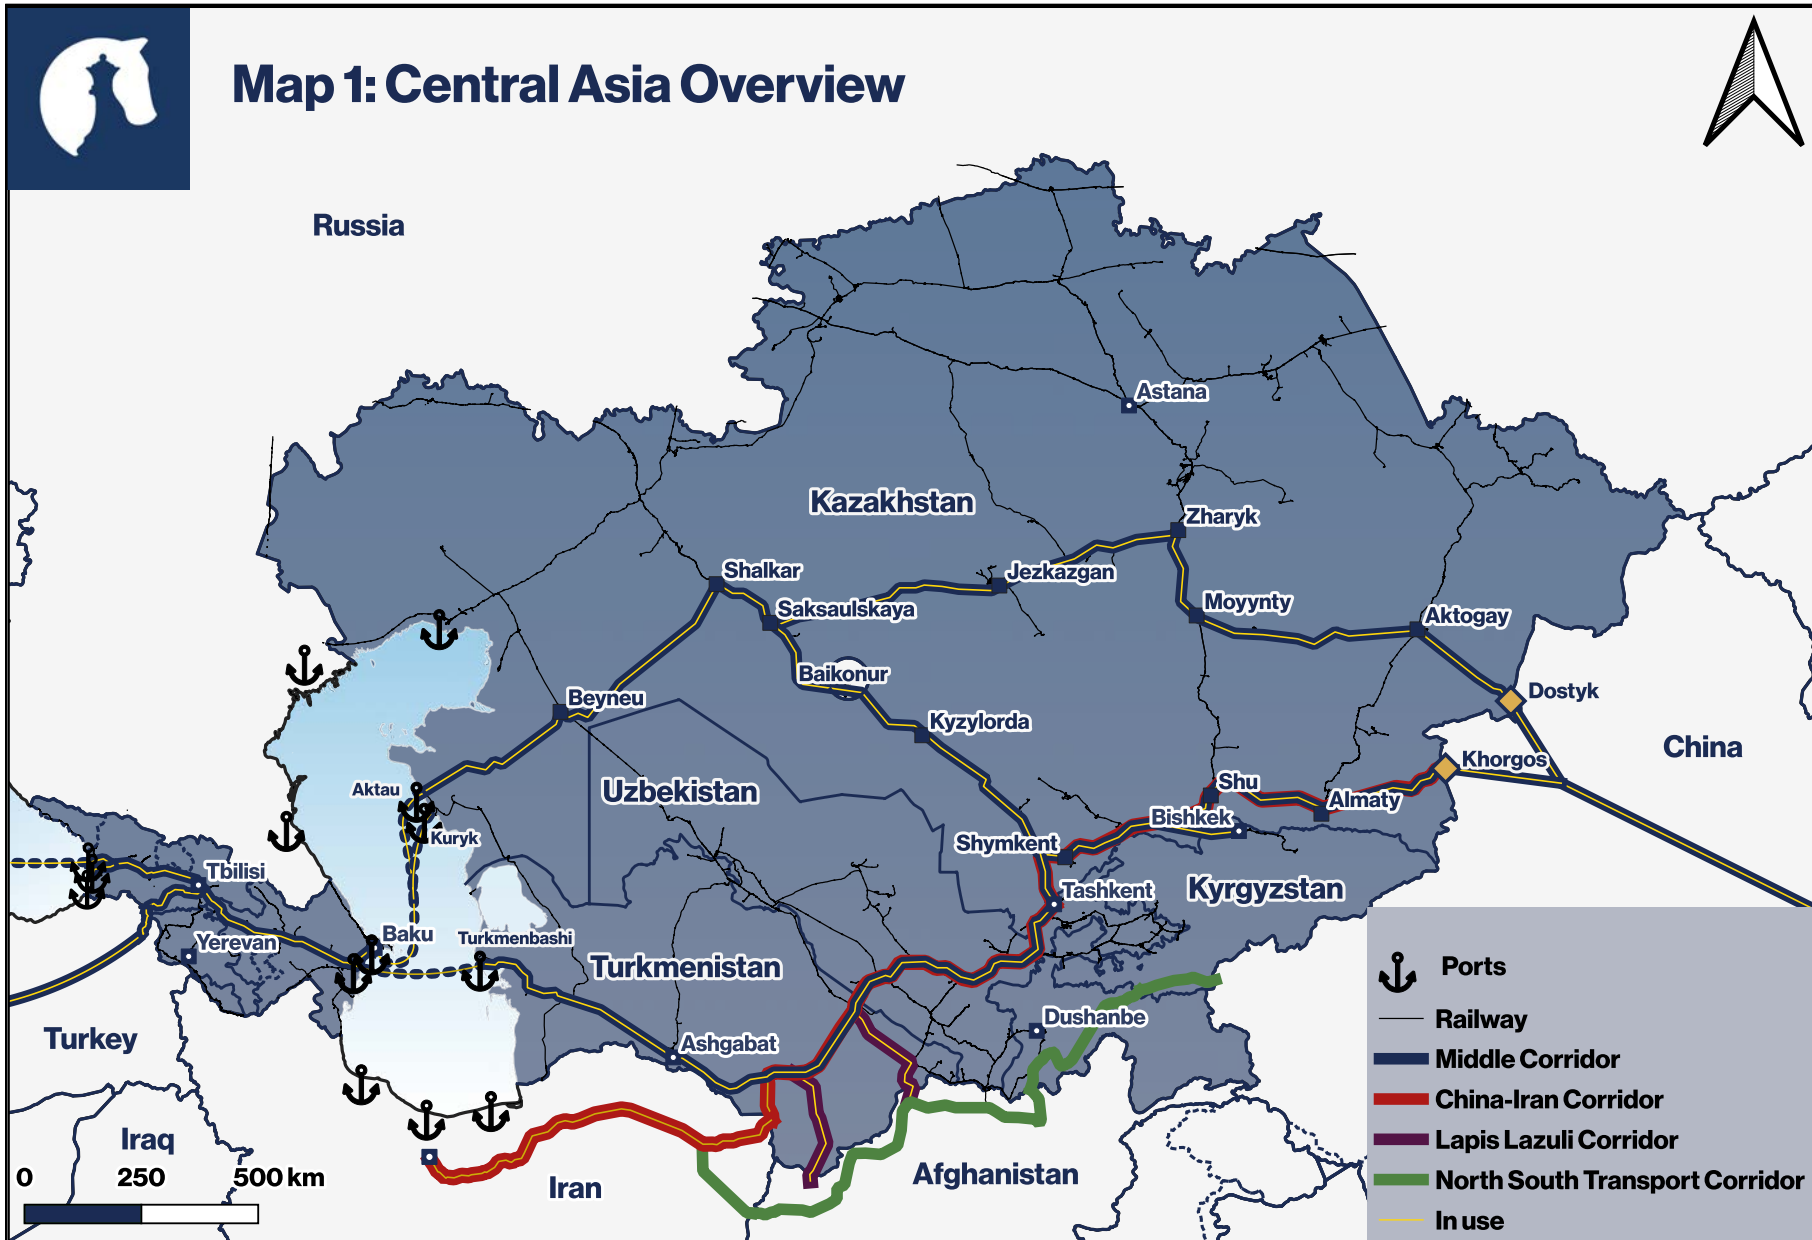 Map 1: Central Asia Overview
Russia
Astana
Kazakhstan
Zharyk
Shalkar
Jezkazgan
Saksaulskaya
Moyynty
Aktogay
Baikonur
Beyneu
Dostyk
Kyzylorda
China
Khorgos
Aktau
Uzbekistan
Shu
Almaty
Bishkek
Kuryk
Shymkent
Tbilisi
Tashkent
Kyrgyzstan
Yerevan
Baku
Turkmenbashi
Turkmenistan
Dushanbe
Turkey
Ashgabat
Iraq
Iran
Afghanistan
0 250 500 km
Ports
Railway
Middle Corridor
China-Iran Corridor
Lapis Lazuli Corridor
North South Transport Corridor
In use